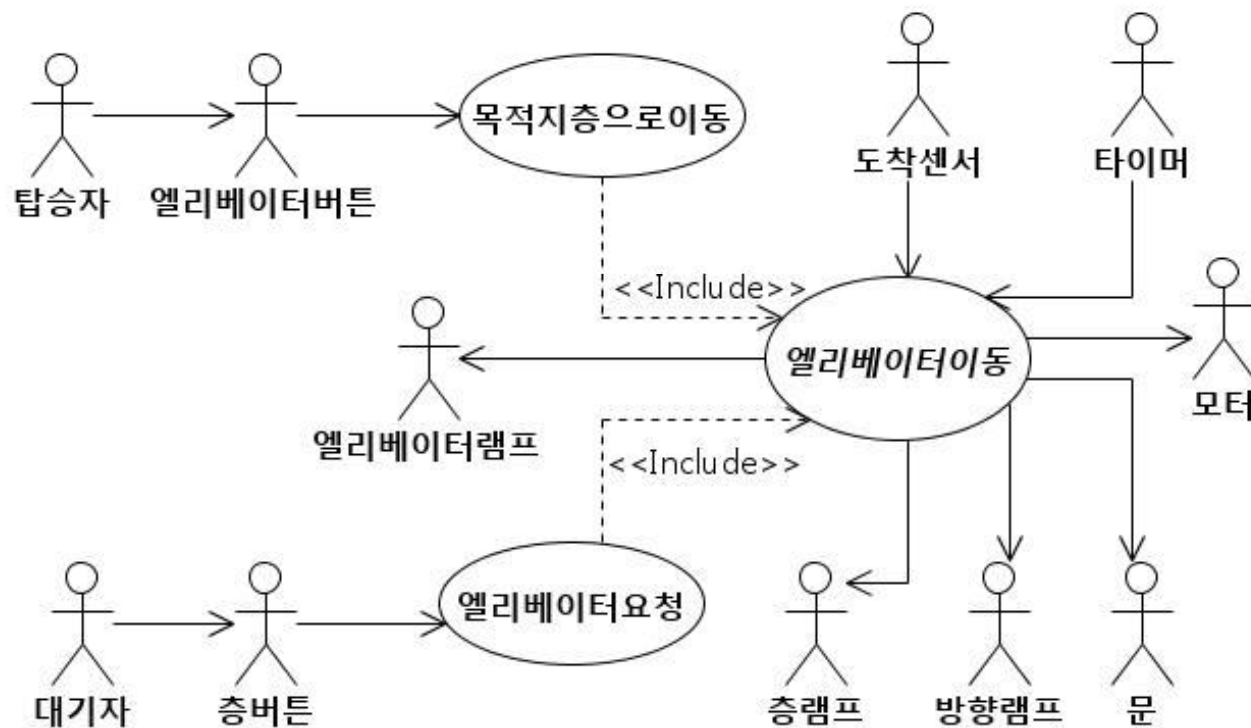 목적지층으로이동
도착센서
타이머
탑승자
엘리베이터버튼
<<Include>>
엘리베이터이동
모터
엘리베이터램프
<<Include>>
엘리베이터요청
대기자
층버튼
층램프
방향램프
문